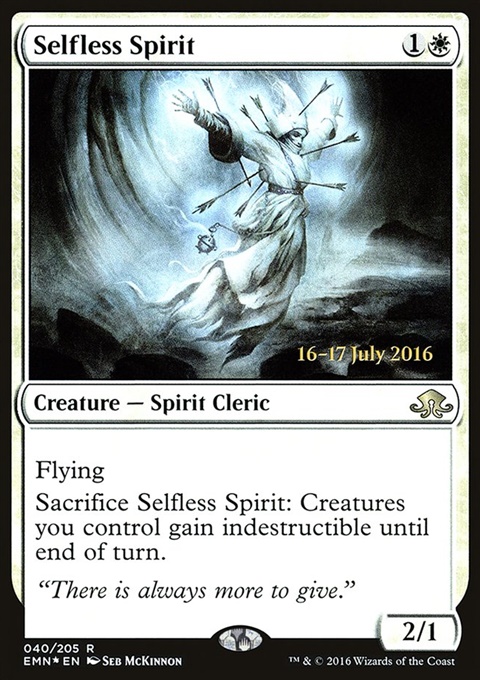 Selfless Spirit 1
16-17 July 2016
Creature — Spirit Cleric
Flying
Sacrifice Selfless Spirit: Creatures
you control gain indestructible until
end of turn.
“There is always more to give.”
2/1
040/205 R
EMN★EN Seb McKinnon
™ & © 2016 Wizards of the Coast